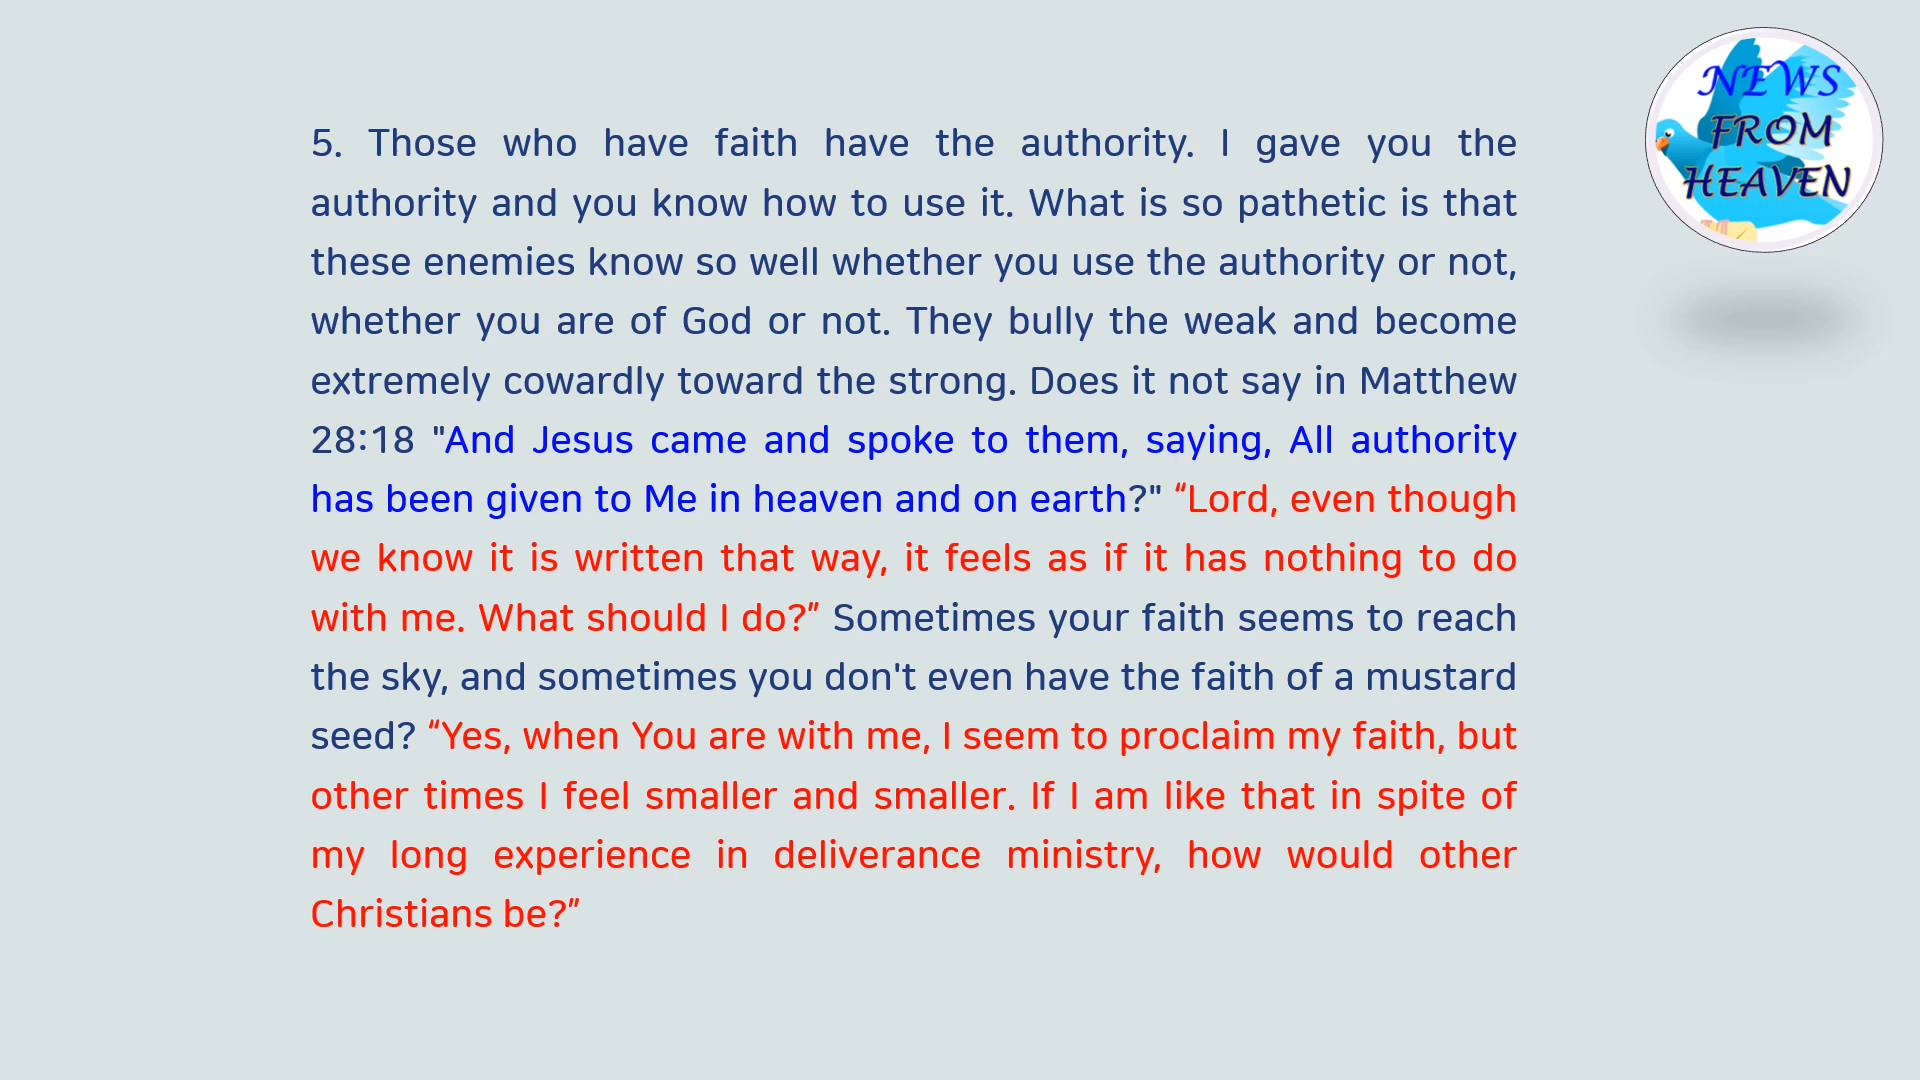 5. Those who have faith have the authority. I gave you the
authority and you know how to use it. What is so pathetic is that
these enemies know so well whether you use the authority or not,
whether you are of God or not. They bully the weak and become
extremely cowardly toward the strong. Does it not say in Matthew
28:18 "And Jesus came and spoke to them, saying, All authority
has been given to Me in heaven and on earth?" “Lord, even though
we know it is written that way, it feels as if it has nothing to do
with me. What should I do?” Sometimes your faith seems to reach
the sky, and sometimes you don't even have the faith of a mustard
seed? “Yes, when You are with me, I seem to proclaim my faith, but
other times I feel smaller and smaller. If I am like that in spite of
my long experience in deliverance ministry, how would other
Christians be?”
NEWS
FROM
HEAVEN